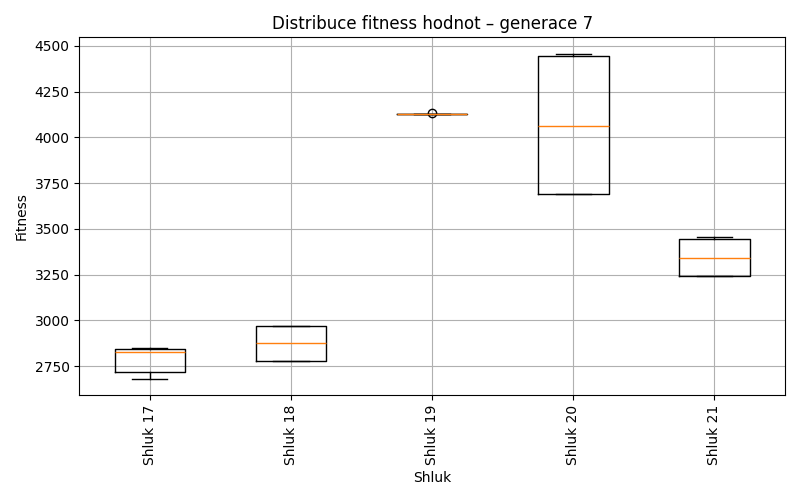 Distribuce fitness hodnot – generace 7
Fitness
4500
4250
4000
3750
3500
3250
3000
2750
Shluk 17
Shluk 18
Shluk 19
Shluk 20
Shluk 21
Shluk